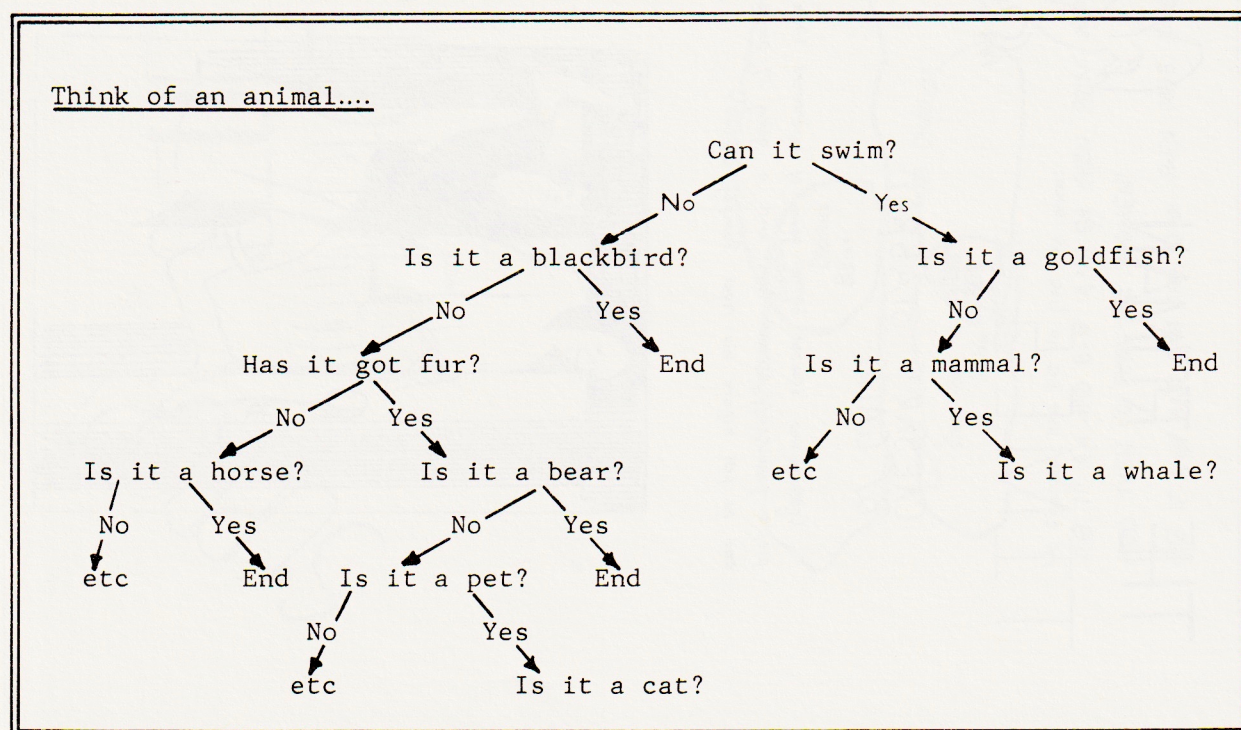 Think of an animal....
Can it swim?
No Yes
Is it a blackbird? Is it a goldfish?
No Yes No Yes
Has it got fur? End Is it a mammal? End
No Yes No Yes
Is it a horse? Is it a bear? etc Is it a whale?
No Yes No Yes
etc End Is it a pet? End
No Yes
etc Is it a cat?